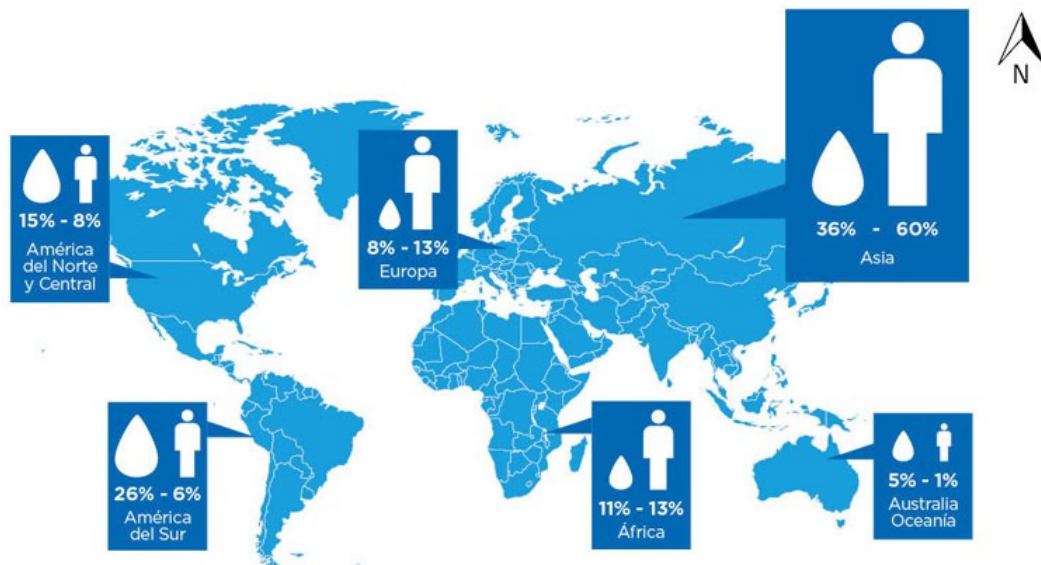 N
15% - 8%
América
del Norte
y Central
8% - 13%
Europa
36% - 60%
Asia
26% - 6%
América
del Sur
11% - 13%
África
5% - 1%
Australia
Oceanía